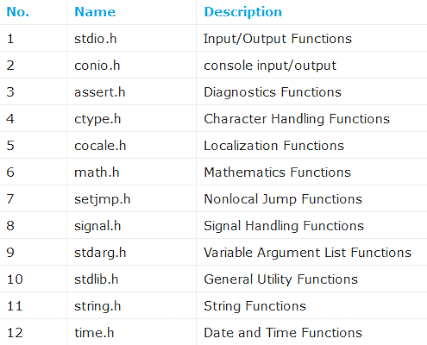 No. Name Description
1 stdio.h Input/Output Functions
2 conio.h console input/output
3 assert.h Diagnostics Functions
4 ctype.h Character Handling Functions
5 cocale.h Localization Functions
6 math.h Mathematics Functions
7 setjmp.h Nonlocal Jump Functions
8 signal.h Signal Handling Functions
9 stdarg.h Variable Argument List Functions
10 stdlib.h General Utility Functions
11 string.h String Functions
12 time.h Date and Time Functions